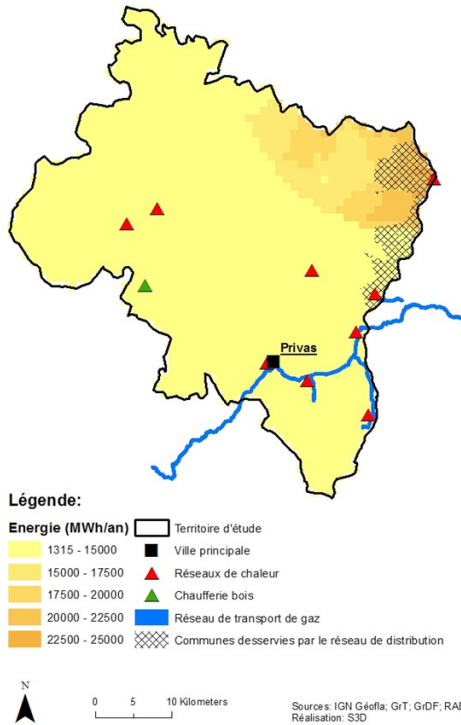 Privas
Légende:
Energie (MWh/an)
Territoire d'étude
1315 - 15000
Ville principale
15000 - 17500
Réseaux de chaleur
17500 - 20000
Chaufferie bois
20000 - 22500
Réseau de transport de gaz
22500 - 25000
Communes desservies par le réseau de distribution
N
0 5 10 Kilometers
Sources: IGN Géofla; GrT; GrDF;
Réalisation: S3D